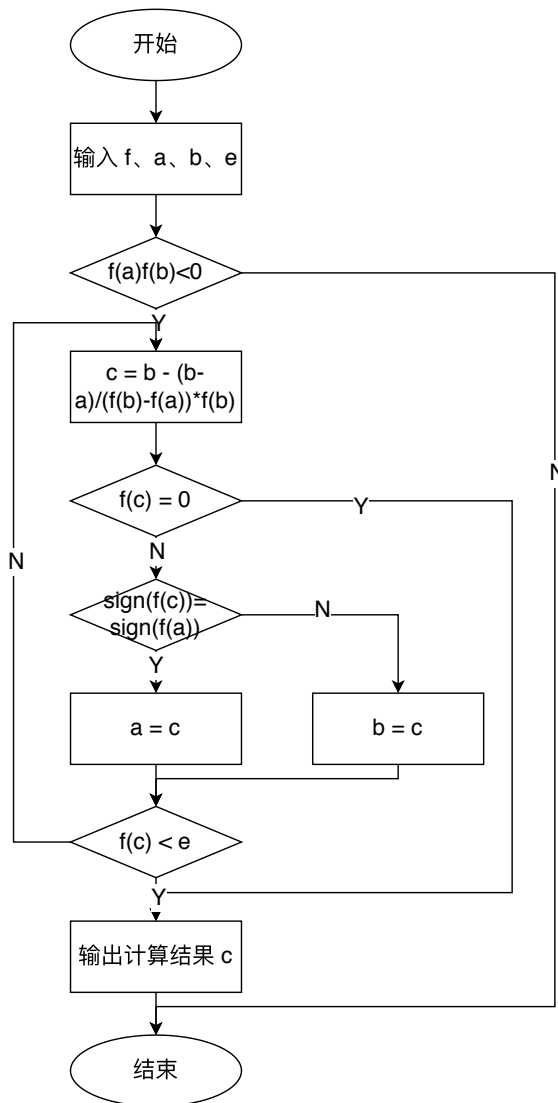 开始
输入 f、a、b、e
f(a)f(b)<0
Y
c = b - (b-
a)/(f(b)-f(a))*f(b)
N
f(c) = 0
Y
N
N
sign(f(c))=
sign(f(a))
N
Y
a = c
b = c
f(c) < e
Y
输出计算结果 c
结束